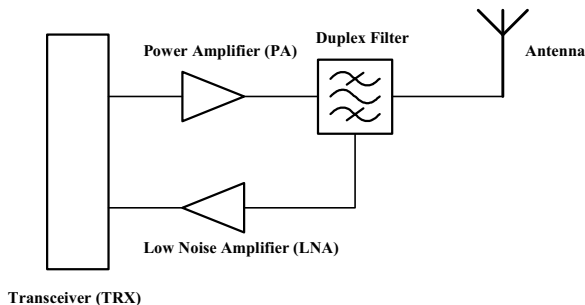 Duplex Filter
Power Amplifier (PA)
Antenna
Low Noise Amplifier (LNA)
Transceiver (TRX)